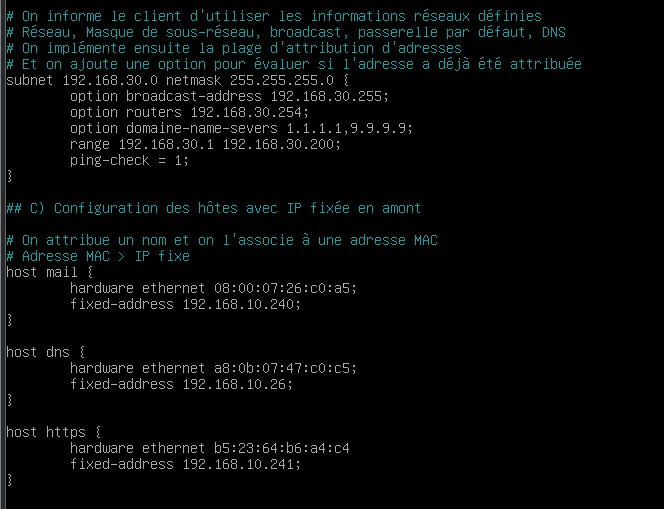 # On informe le client d'utiliser les informations réseaux définies
# Réseau, Masque de sous-réseau, broadcast, passerelle par défaut, DNS
# On implémente ensuite la plage d'attribution d'adresses
# Et on ajoute une option pour évaluer si l'adresse a déjà été attribuée
subnet 192.168.30.0 netmask 255.255.255.0 {
        option broadcast-address 192.168.30.255;
        option routers 192.168.30.254;
        option domaine-name-severs 1.1.1.1,9.9.9.9;
        range 192.168.30.1 192.168.30.200;
        ping-check = 1;
}
## C) Configuration des hôtes avec IP fixée en amont
# On attribue un nom et on l'associe à une adresse MAC
# Adresse MAC > IP fixe
host mail {
        hardware ethernet 08:00:07:26:c0:a5;
        fixed-address 192.168.10.240;
}
host dns {
        hardware ethernet a8:0b:07:47:c0:c5;
        fixed-address 192.168.10.26;
}
host https {
        hardware ethernet b5:23:64:b6:a4:c4
        fixed-address 192.168.10.241;
}